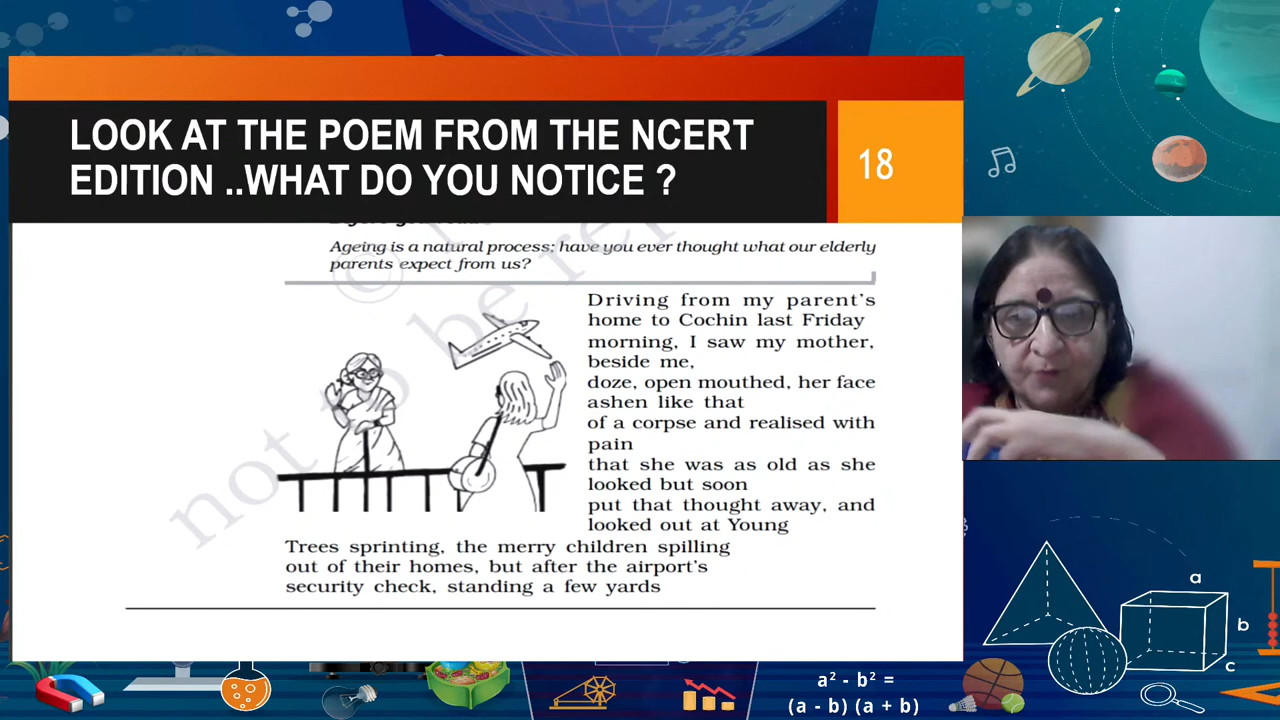 LOOK AT THE POEM FROM THE NCERT
EDITION ..WHAT DO YOU NOTICE ?
18
Ageing is a natural process; have you ever thought what our elderly
parents expect from us?
Driving from my parent's
home to Cochin last Friday
morning, I saw my mother,
beside me,
doze, open mouthed, her face
ashen like that
of a corpse and realised with
pain
that she was as old as she
looked but soon
put that thought away, and
looked out at Young
Trees sprinting, the merry children spilling
out of their homes, but after the airport's
security check, standing a few yards
not to be re
©
a
b
c
a² - b² =
(a - b) (a + b)